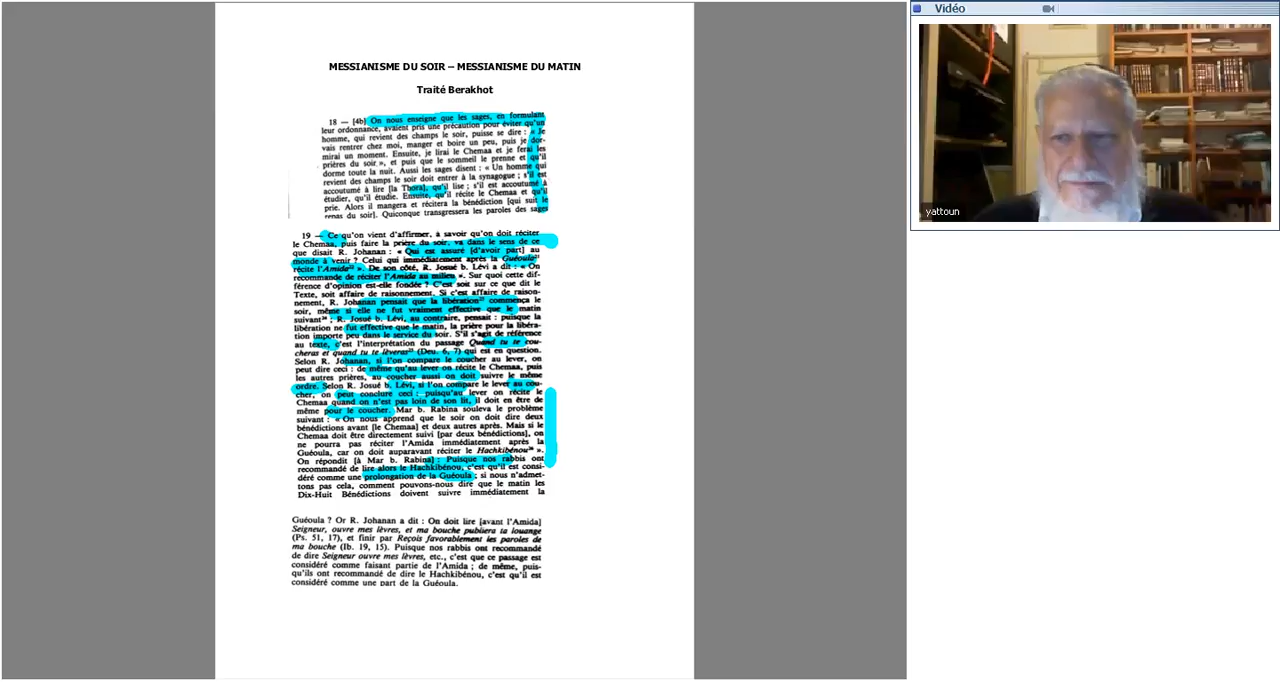 Vidéo
yattoun
MESSIANISME DU SOIR – MESSIANISME DU MATIN
Traité Berakhot
18 — [4b] On nous enseigne que les sages, en formulant
leur ordonnance, avaient pris une précaution pour éviter qu'un
homme, qui revient des champs le soir, puisse se dire : « Je
vais rentrer chez moi, manger et boire un peu, puis je dor-
mirai un moment. Ensuite, je lirai le Chemaa et je ferai les
prières du soir », et puis que le sommeil le prenne et qu'il
dorme toute la nuit. Aussi les sages disent : « Un homme qui
revient des champs le soir doit entrer à la synagogue ; s'il est
accoutumé à lire [la Thora], qu'il lise ; s'il est accoutumé à
étudier, qu'il étudie. Ensuite, qu'il récite le Chemaa et qu'il
prie. Alors il mangera et récitera la bénédiction [qui suit le
repas du soir]. Quiconque transgressera les paroles des sages
19 — Ce qu'on vient d'affirmer, à savoir qu'on doit réciter
le Chemaa, puis faire la prière du soir, va dans le sens de ce
que disait R. Johanan : « Qui est assuré [d'avoir part] au
monde à venir ? Celui qui immédiatement après la Guéoula
récite l'Amida ». De son côté, R. Josué b. Lévi a dit : « On
recommande de réciter l'Amida au milieu ». Sur quoi cette dif-
férence d'opinion est-elle fondée ? C'est soit sur ce que dit le
Texte, soit affaire de raisonnement. Si c'est affaire de raison-
nement, R. Johanan pensait que la libération commença le
soir, même si elle ne fut vraiment effective que le matin
suivant ; R. Josué b. Lévi, au contraire, pensait : puisque la
libération ne fut effective que le matin, la prière pour la libéra-
tion importe peu dans le service du soir. S'il s'agit de référence
au texte, c'est l'interprétation du passage Quand tu te cou-
cheras et quand tu te lèveras (Deu. 6, 7) qui est en question.
Selon R. Johanan, si l'on compare le coucher au lever, on
peut dire ceci : de même qu'au lever on récite le Chemaa, puis
les autres prières, au coucher aussi on doit suivre le même
ordre. Selon R. Josué b. Lévi, si l'on compare le lever au cou-
cher, on peut conclure ceci : puisqu'au lever on récite le
Chemaa quand on n'est pas loin de son lit, il doit en être de
même pour le coucher. Mar b. Rabina souleva le problème
suivant : « On nous apprend que le soir on doit dire deux
bénédictions avant [le Chemaa] et deux autres après. Mais si le
Chemaa doit être directement suivi [par deux bénédictions], on
ne pourra pas réciter l'Amida immédiatement après la
Guéoula, car on doit auparavant réciter le Hachkibénou ».
On répondit [à Mar b. Rabina] : Puisque nos rabbis ont
recommandé de lire alors le Hachkibénou, c'est qu'il est consi-
déré comme une prolongation de la Guéoula ; si nous n'admet-
tons pas cela, comment pouvons-nous dire que le matin les
Dix-Huit Bénédictions doivent suivre immédiatement la
Guéoula ? Or R. Johanan a dit : On doit lire [avant l'Amida]
Seigneur, ouvre mes lèvres, et ma bouche publiera ta louange
(Ps. 51, 17), et finir par Reçois favorablement les paroles de
ma bouche (Ib. 19, 15). Puisque nos rabbis ont recommandé
de dire Seigneur ouvre mes lèvres, etc., c'est que ce passage est
considéré comme faisant partie de l'Amida ; de même, puis-
qu'ils ont recommandé de dire le Hachkibénou, c'est qu'il est
considéré comme une part de la Guéoula.